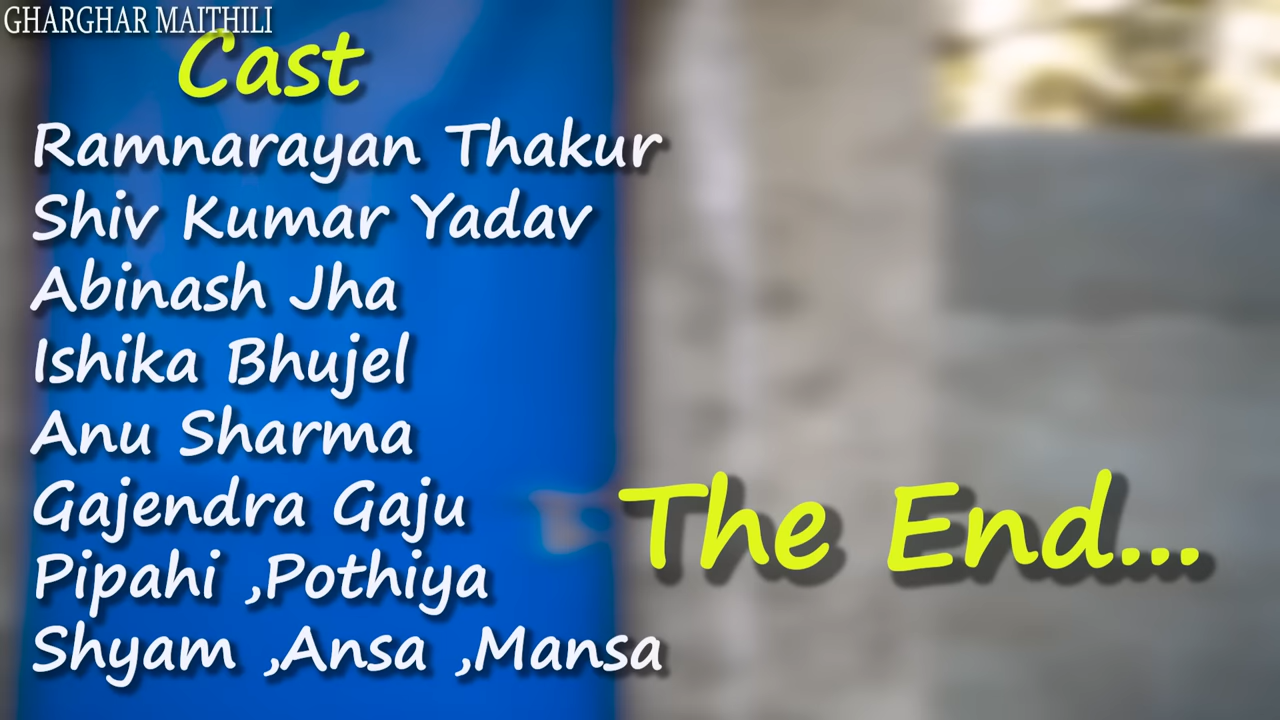 GHARGHAR MAITHILI
Cast
Ramnarayan Thakur
Shiv Kumar Yadav
Abinash Jha
Ishika Bhujel
Anu Sharma
Gajendra Gaju
Pipahi ,Pothiya
Shyam ,Ansa ,Mansa
The End...